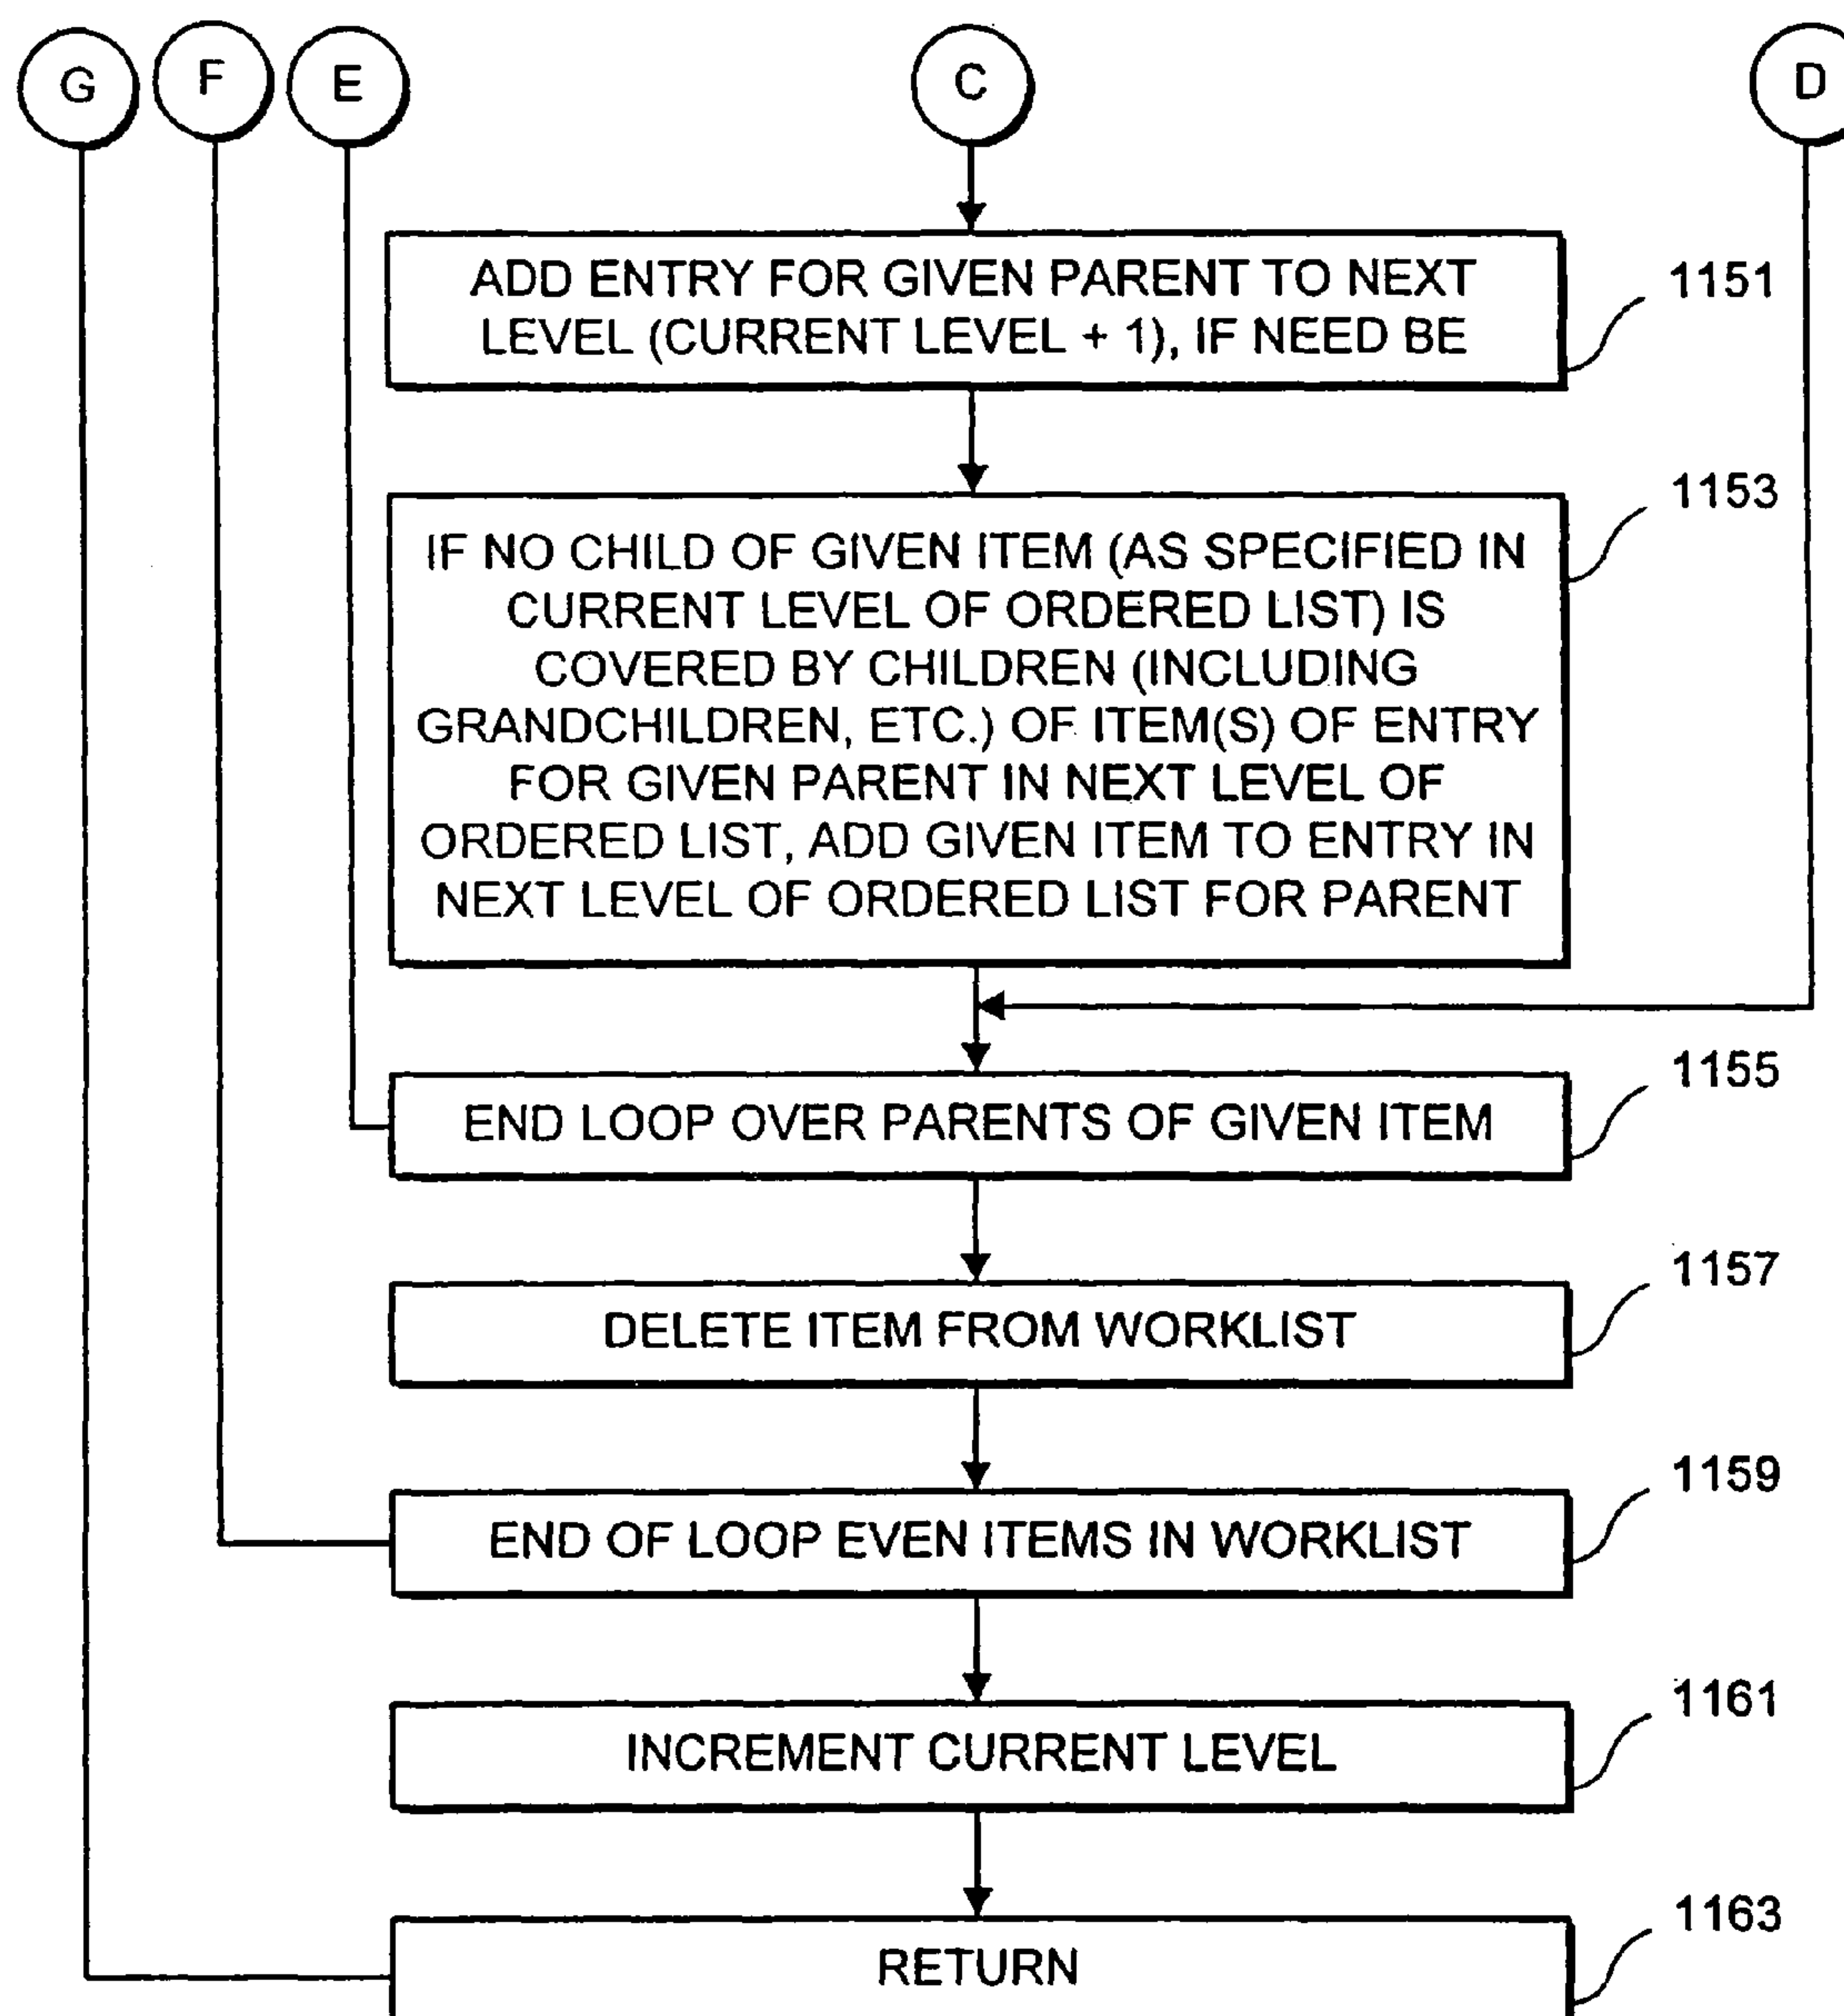 G F E C D
ADD ENTRY FOR GIVEN PARENT TO NEXT
LEVEL (CURRENT LEVEL + 1), IF NEED BE
1151
IF NO CHILD OF GIVEN ITEM (AS SPECIFIED IN
CURRENT LEVEL OF ORDERED LIST) IS
COVERED BY CHILDREN (INCLUDING
GRANDCHILDREN, ETC.) OF ITEM(S) OF ENTRY
FOR GIVEN PARENT IN NEXT LEVEL OF
ORDERED LIST, ADD GIVEN ITEM TO ENTRY IN
NEXT LEVEL OF ORDERED LIST FOR PARENT
1153
END LOOP OVER PARENTS OF GIVEN ITEM
1155
DELETE ITEM FROM WORKLIST
1157
END OF LOOP EVEN ITEMS IN WORKLIST
1159
INCREMENT CURRENT LEVEL
1161
RETURN
1163